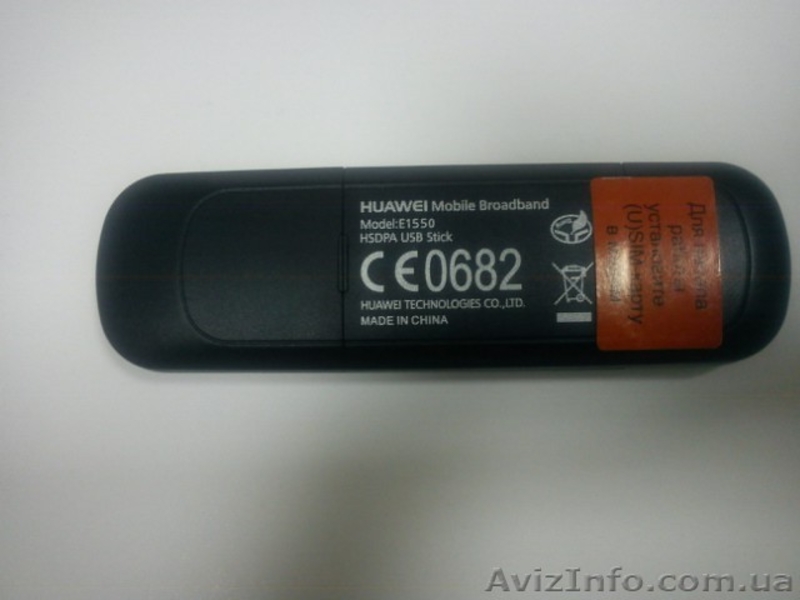 HUAWEI Mobile Broadband
Model:E1550
HSDPA USB Stick
CE0682
HUAWEI TECHNOLOGIES CO.,LTD.
MADE IN CHINA
Для начала
работы
установите
(U)SIM-карту
в модем
AvizInfo.com.ua